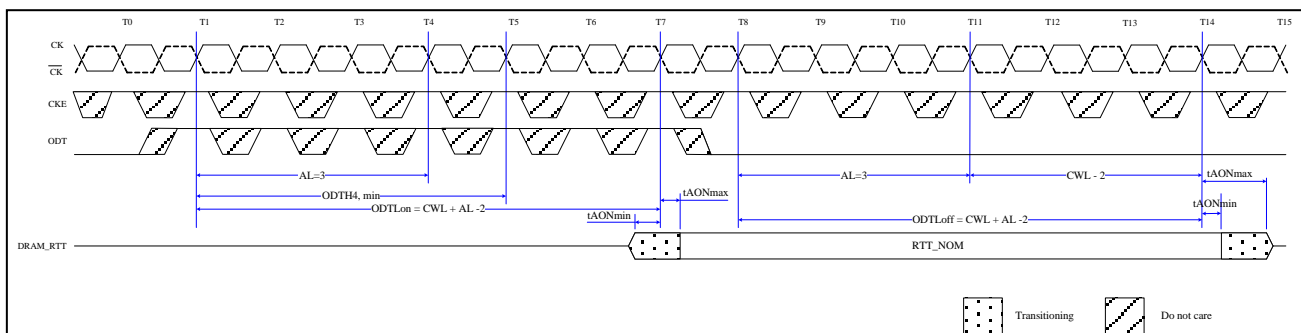 T0 T1 T2 T3 T4 T5 T6 T7 T8 T9 T10 T11 T12 T13 T14 T15
CK
CK
CKE
ODT
AL=3
AL=3
CWL - 2
tAONmax
ODTH4, min
tAONmax
ODTLon = CWL + AL -2
tAONmin
tAONmin
ODTLoff = CWL + AL -2
DRAM_RTT
RTT_NOM
Transitioning
Do not care